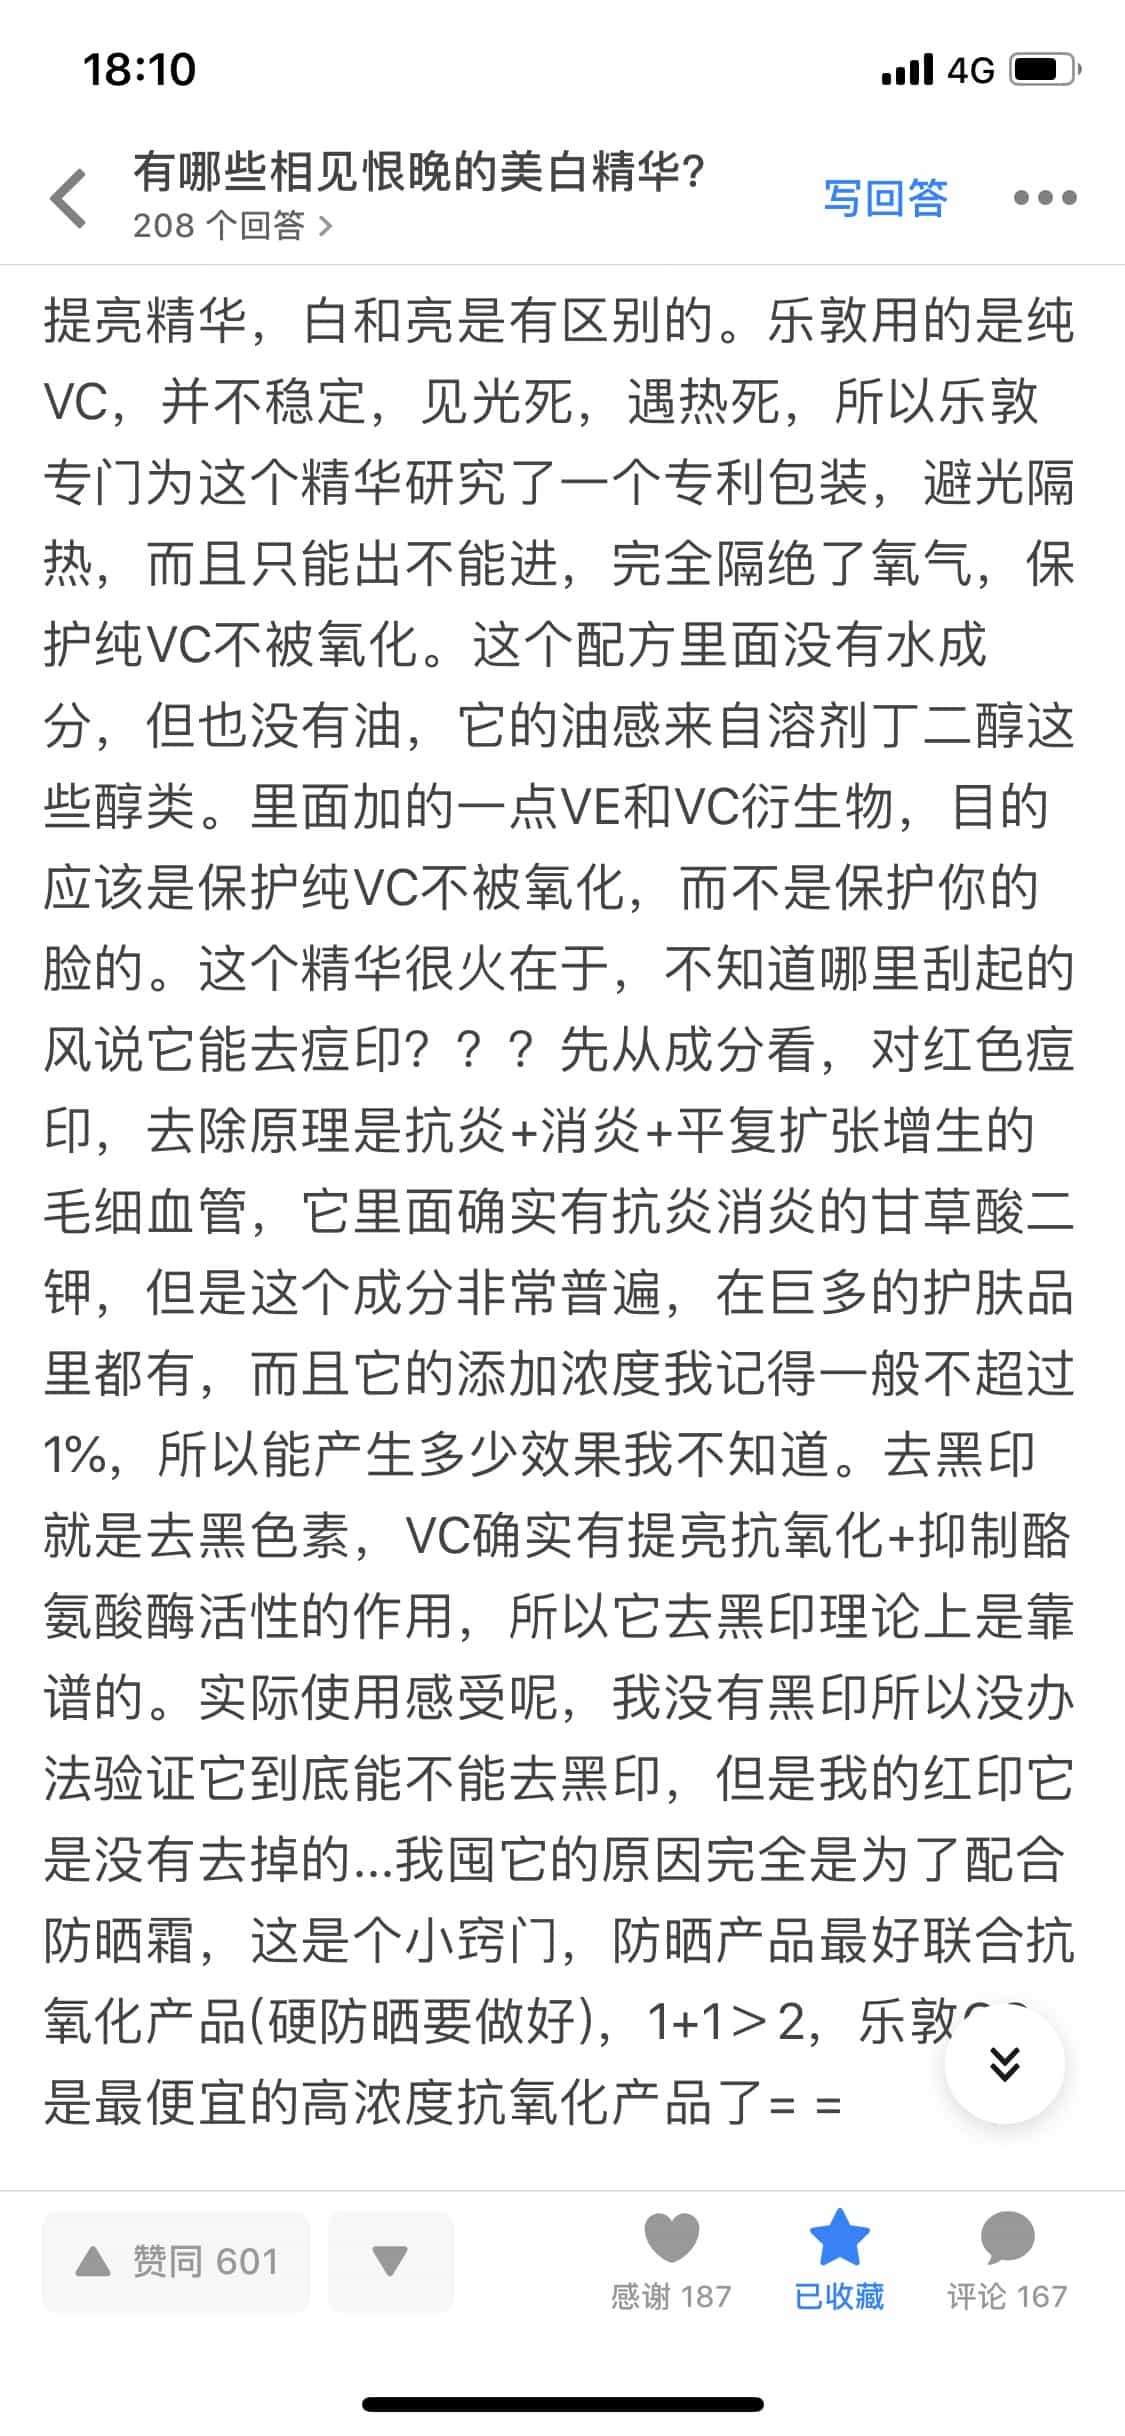 18:10
4G
有哪些相见恨晚的美白精华?
208 个回答 >
写回答
提亮精华，白和亮是有区别的。乐敦用的是纯
VC，并不稳定，见光死，遇热死，所以乐敦
专门为这个精华研究了一个专利包装，避光隔
热，而且只能出不能进，完全隔绝了氧气，保
护纯VC不被氧化。这个配方里面没有水成
分，但也没有油，它的油感来自溶剂丁二醇这
些醇类。里面加的一点VE和VC衍生物，目的
应该是保护纯VC不被氧化，而不是保护你的
脸的。这个精华很火在于，不知道哪里刮起的
风说它能去痘印？？？先从成分看，对红色痘
印，去除原理是抗炎+消炎+平复扩张增生的
毛细血管，它里面确实有抗炎消炎的甘草酸二
钾，但是这个成分非常普遍，在巨多的护肤品
里都有，而且它的添加浓度我记得一般不超过
1%，所以能产生多少效果我不知道。去黑印
就是去黑色素，VC确实有提亮抗氧化+抑制酪
氨酸酶活性的作用，所以它去黑印理论上是靠
谱的。实际使用感受呢，我没有黑印所以没办
法验证它到底能不能去黑印，但是我的红印它
是没有去掉的...我囤它的原因完全是为了配合
防晒霜，这是个小窍门，防晒产品最好联合抗
氧化产品(硬防晒要做好)，1+1＞2，乐敦
是最便宜的高浓度抗氧化产品了= =
赞同 601
感谢 187
已收藏
评论 167